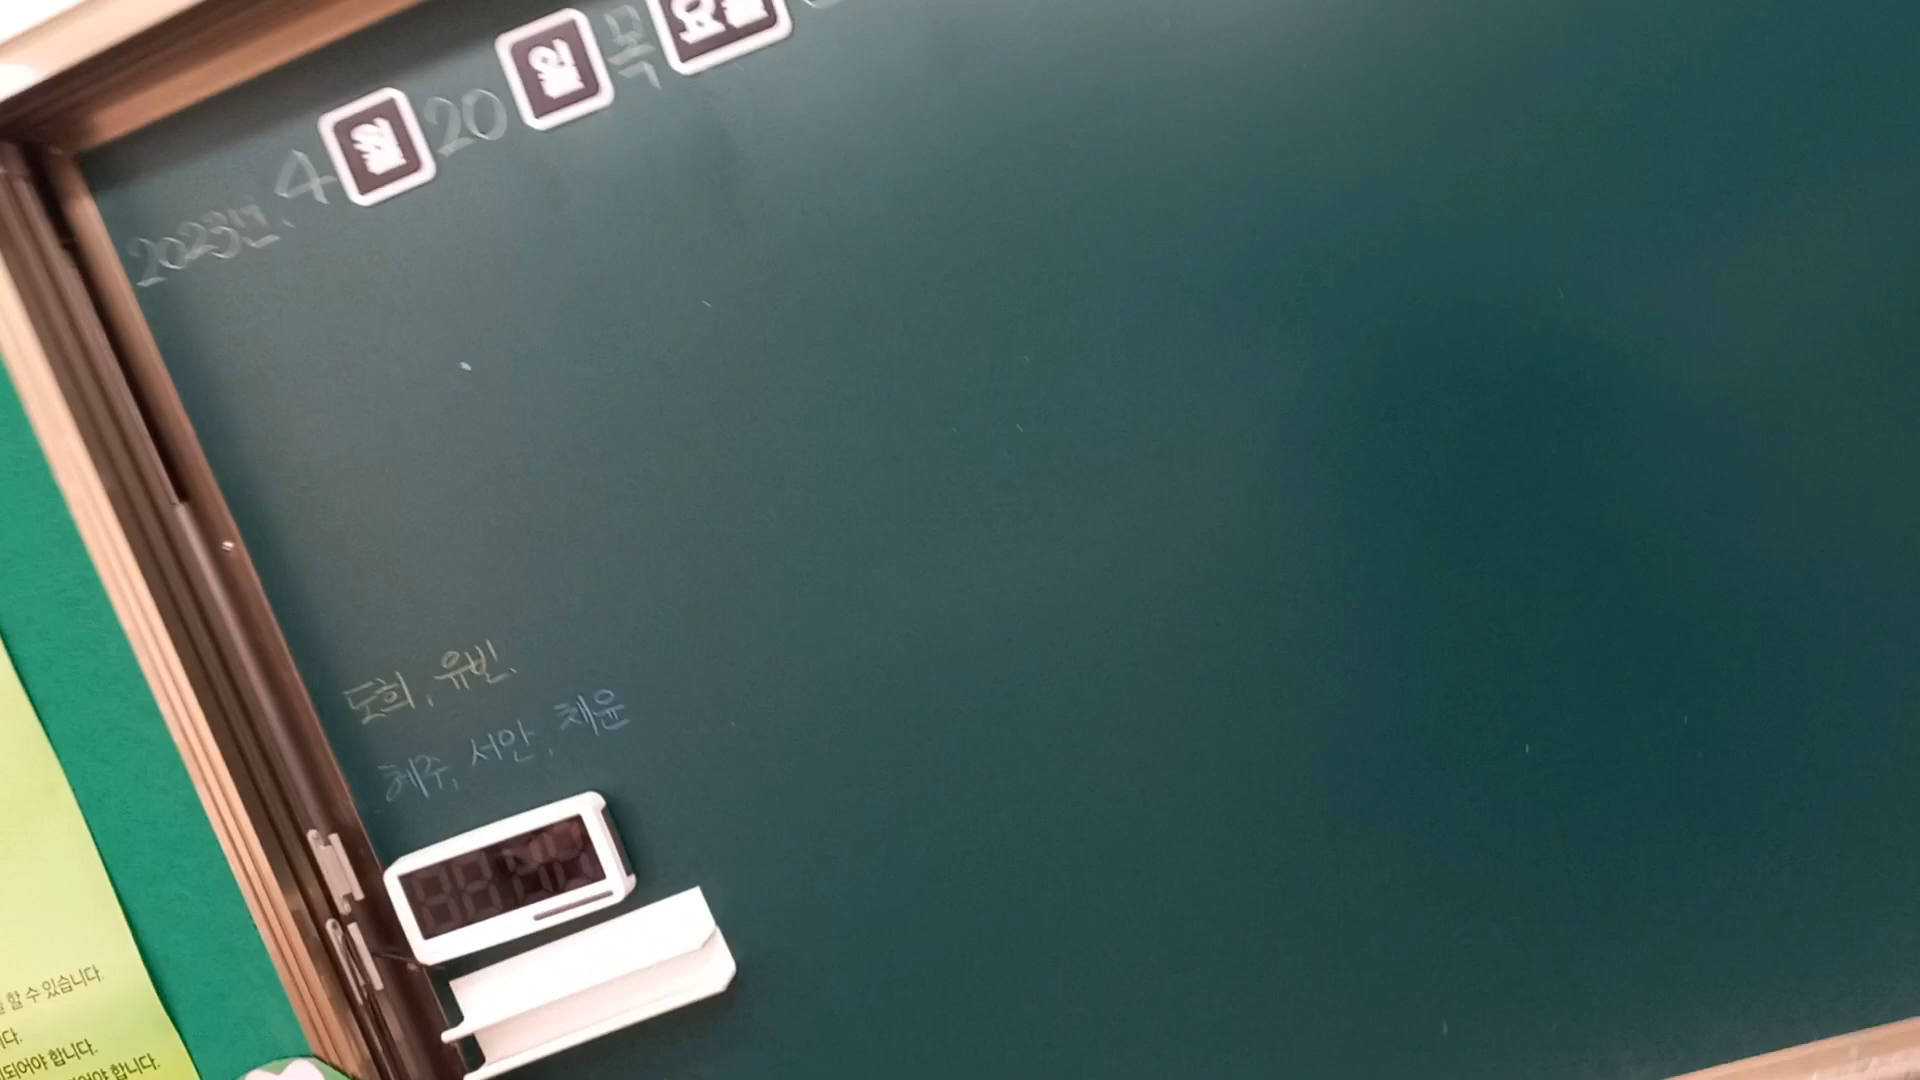 2023년. 4월 20일 목요일
도희, 유빈.
혜주, 서안, 채윤
할 수 있습니다.
니다.
되어야 합니다.
어야 합니다.